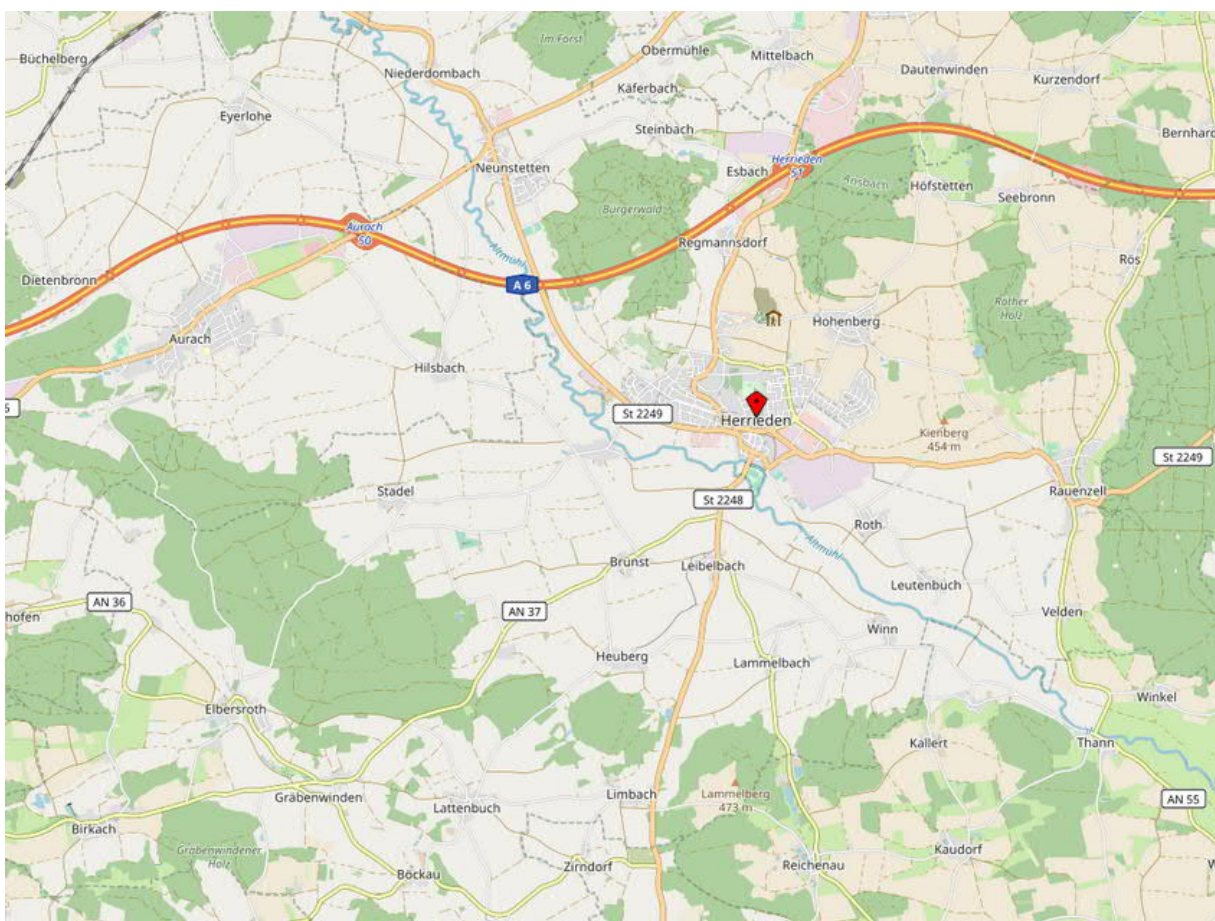 Im Forst
Obermühle
Mittelbach
Büchelberg
Niederdombach
Käferbach
Dautenwinden
Kurzendorf
Eyerlohe
Steinbach
Bernhard
Neunstetten
Esbach
Herrieden
51
Ansbach
Höfstetten
Seebronn
Burgerwald
Aurach
50
Altmühl
Regmannsdorf
Rös
Dietenbronn
A 6
Rother
Holz
Hohenberg
Aurach
Hilsbach
St 2249
Herrieden
Kienberg
454 m
St 2249
Stadel
St 2248
Rauenzell
Roth
Altmühl
Brünst
Leibelbach
Leutenbuch
AN 36
hofen
AN 37
Velden
Winn
Heuberg
Lammelbach
Winkel
Elbersroth
Kallert
Thann
Gräbenwinden
Lattenbuch
Limbach
Lammelberg
473 m
AN 55
Birkach
Gräbenwindener
Holz
Kaudorf
Zirndorf
Reichenau
Böckau